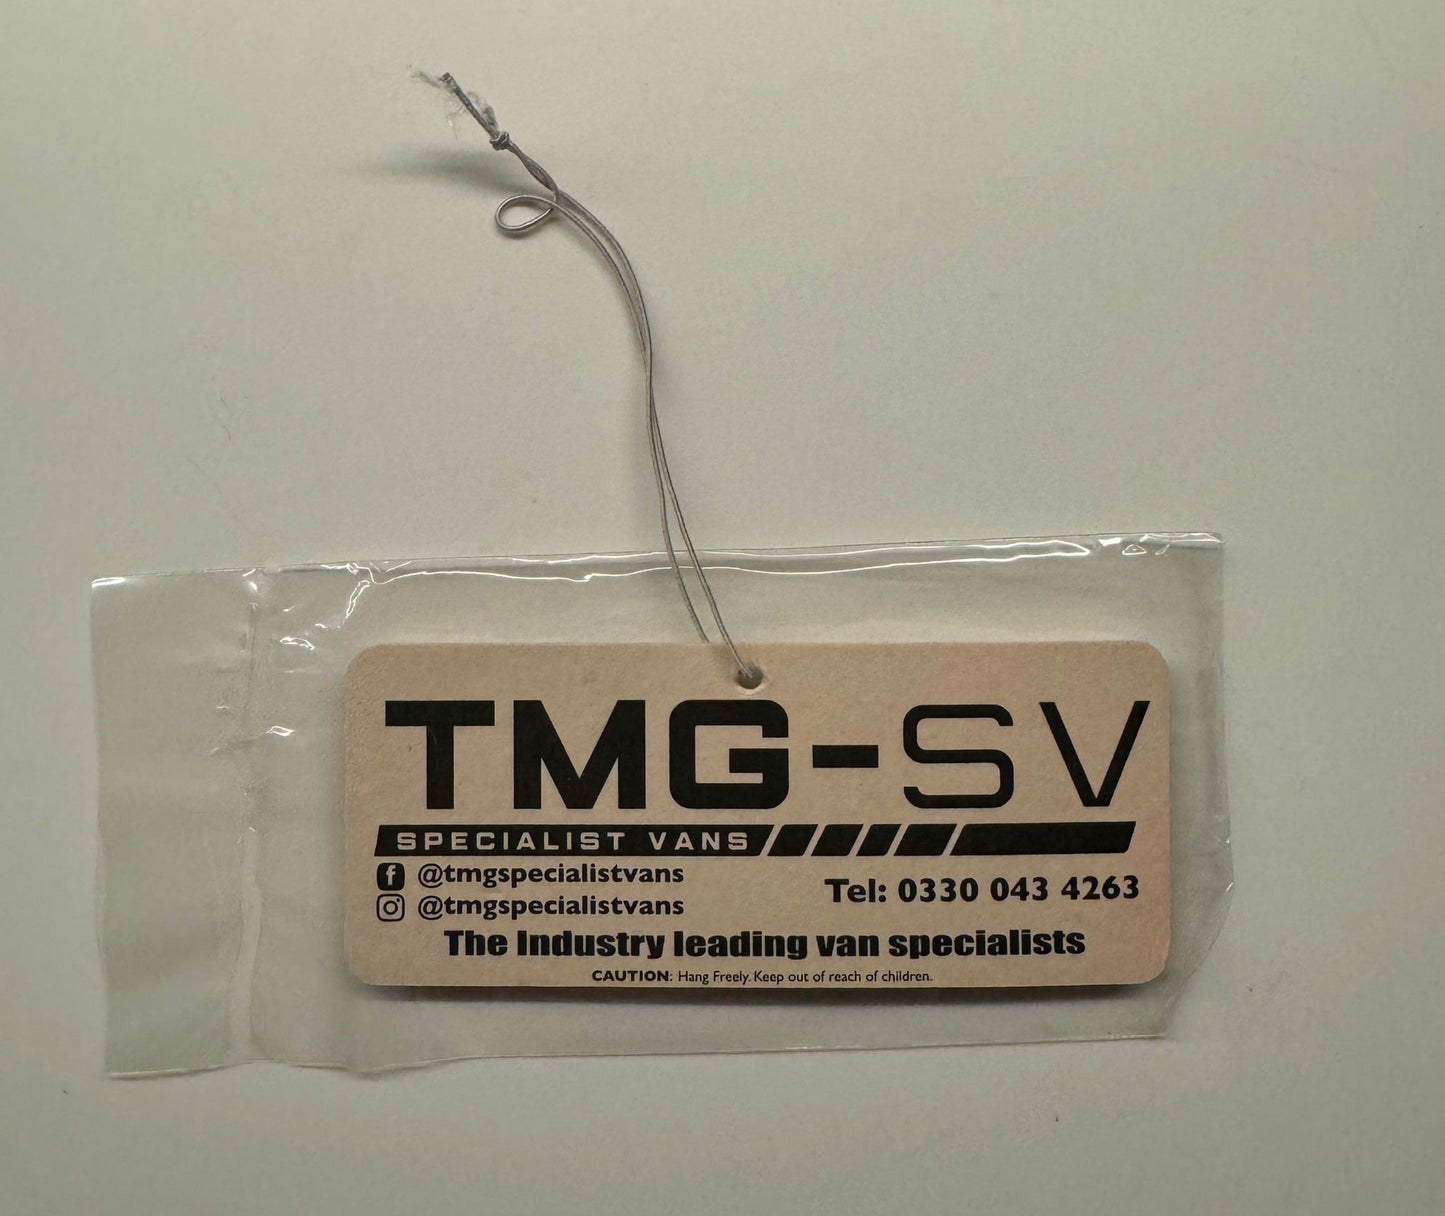 TMG-SV
SPECIALIST VANS
@tmgspecialistvans
@tmgspecialistvans
Tel: 0330 043 4263
The Industry leading van specialists
CAUTION: Hang Freely. Keep out of reach of children.